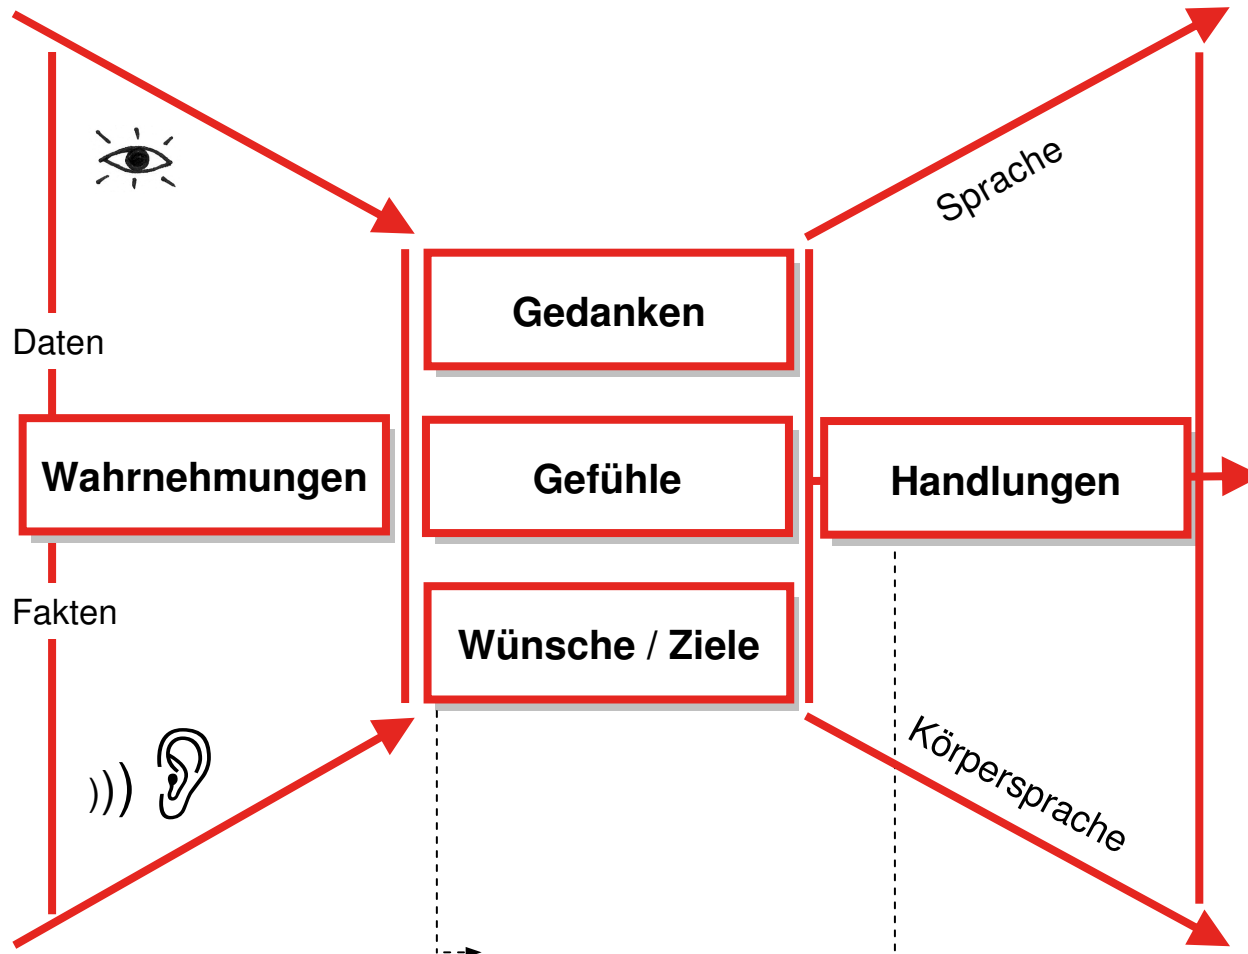 Sprache
Gedanken
Daten
Wahrnehmungen
Gefühle
Handlungen
Fakten
Wünsche / Ziele
Körpersprache